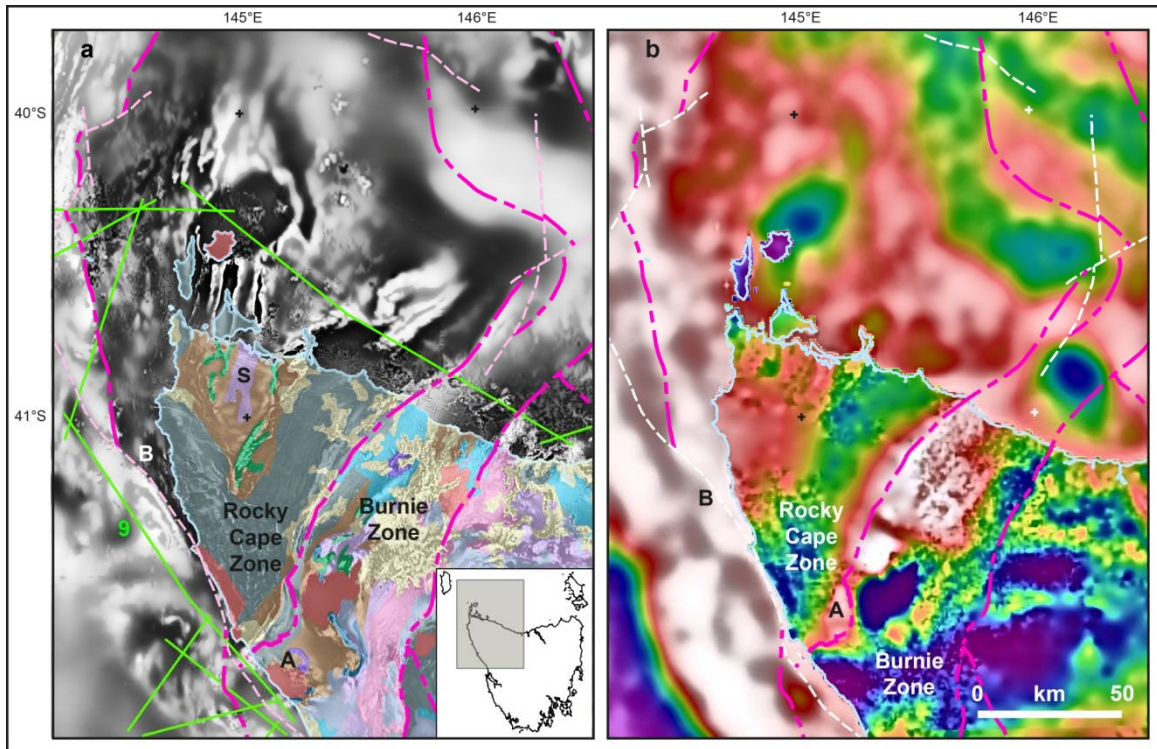 145°E
146°E
145°E
146°E
a
b
40°S
41°S
S
B
B
9
Rocky
Cape
Zone
Burnie
Zone
Rocky
Cape
Zone
A
A
Burnie
Zone
0 km 50